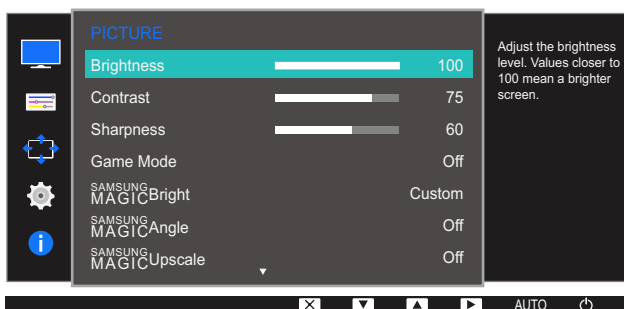 PICTURE
Brightness 100
Contrast 75
Sharpness 60
Game Mode Off
SAMSUNG MAGIC Bright Custom
SAMSUNG MAGIC Angle Off
SAMSUNG MAGIC Upscale Off
Adjust the brightness
level. Values closer to
100 mean a brighter
screen.
AUTO